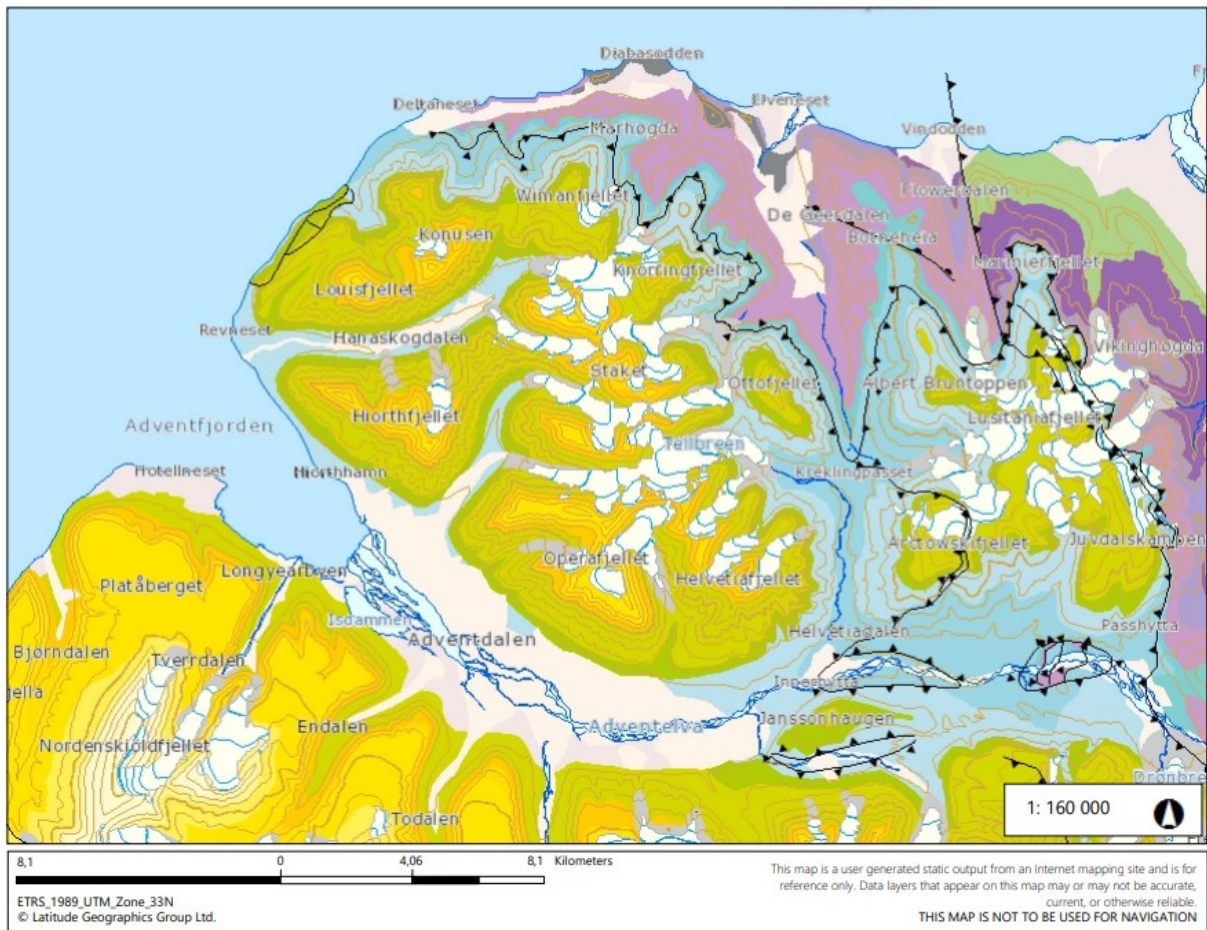 Diabasodden
Deltaneset
Elveneset
Marhøgda
Vindodden
Wimanfjellet
Flowerdalen
De Geerdalen
Konusen
Botneheia
Knorringfjellet
Marmierfjellet
Louisfjellet
Revneset
Hanaskogdalen
Vikinghøgda
Staket
Ottofjellet
Albert Bruntoppen
Hiorthfjellet
Lusitaniafjellet
Adventfjorden
Tellbreen
Hotellneset
Hiorthhamn
Kreklingpasset
Operafjellet
Arctowskifjellet
Juvdalskampen
Longyearbyen
Helvetiafjellet
Platåberget
Isdammen
Adventdalen
Helvetiadalen
Passhytta
Bjørndalen
Tverrdalen
Innerhytta
jella
Endalen
Adventelva
Janssonhaugen
Nordenskiöldfjellet
Drønbre
Todalen
1: 160 000
8,1 0 4,06 8,1 Kilometers
ETRS_1989_UTM_Zone_33N
© Latitude Geographics Group Ltd.
This map is a user generated static output from an Internet mapping site and is for
reference only. Data layers that appear on this map may or may not be accurate,
current, or otherwise reliable.
THIS MAP IS NOT TO BE USED FOR NAVIGATION